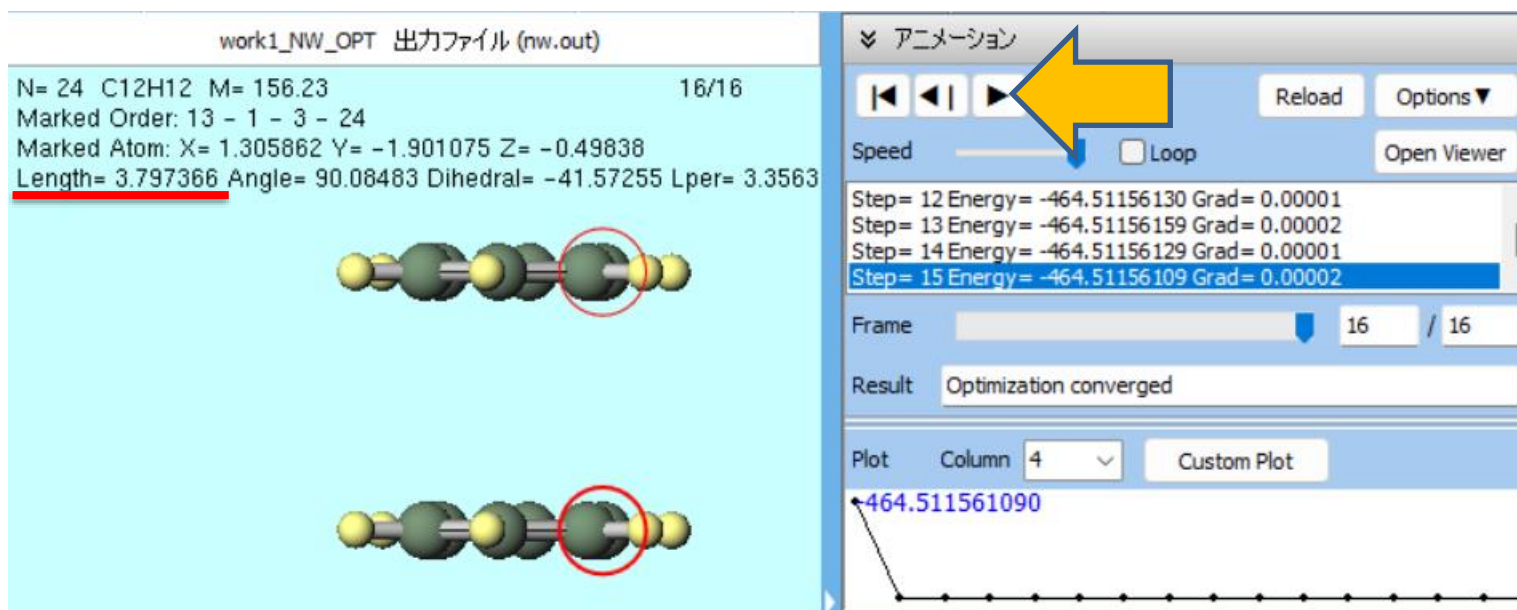 work1_NW_OPT 出力ファイル (nw.out)
N= 24 C12H12 M= 156.23 16/16
Marked Order: 13 - 1 - 3 - 24
Marked Atom: X= 1.305862 Y= -1.901075 Z= -0.49838
Length= 3.797366 Angle= 90.08483 Dihedral= -41.57255 Lper= 3.3563
アニメーション
Reload Options▼
Speed Loop Open Viewer
Step= 12 Energy= -464.51156130 Grad= 0.00001
Step= 13 Energy= -464.51156159 Grad= 0.00002
Step= 14 Energy= -464.51156129 Grad= 0.00001
Step= 15 Energy= -464.51156109 Grad= 0.00002
Frame 16 / 16
Result Optimization converged
Plot Column 4 Custom Plot
-464.511561090